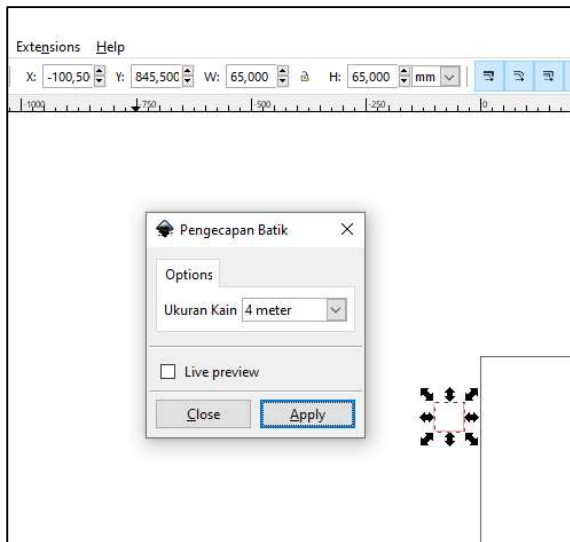 Extensions Help
X: -100,50 Y: 845,500 W: 65,000 H: 65,000 mm
-1000 -750 -500 -250 0
Pengecapan Batik
Options
Ukuran Kain 4 meter
Live preview
Close Apply